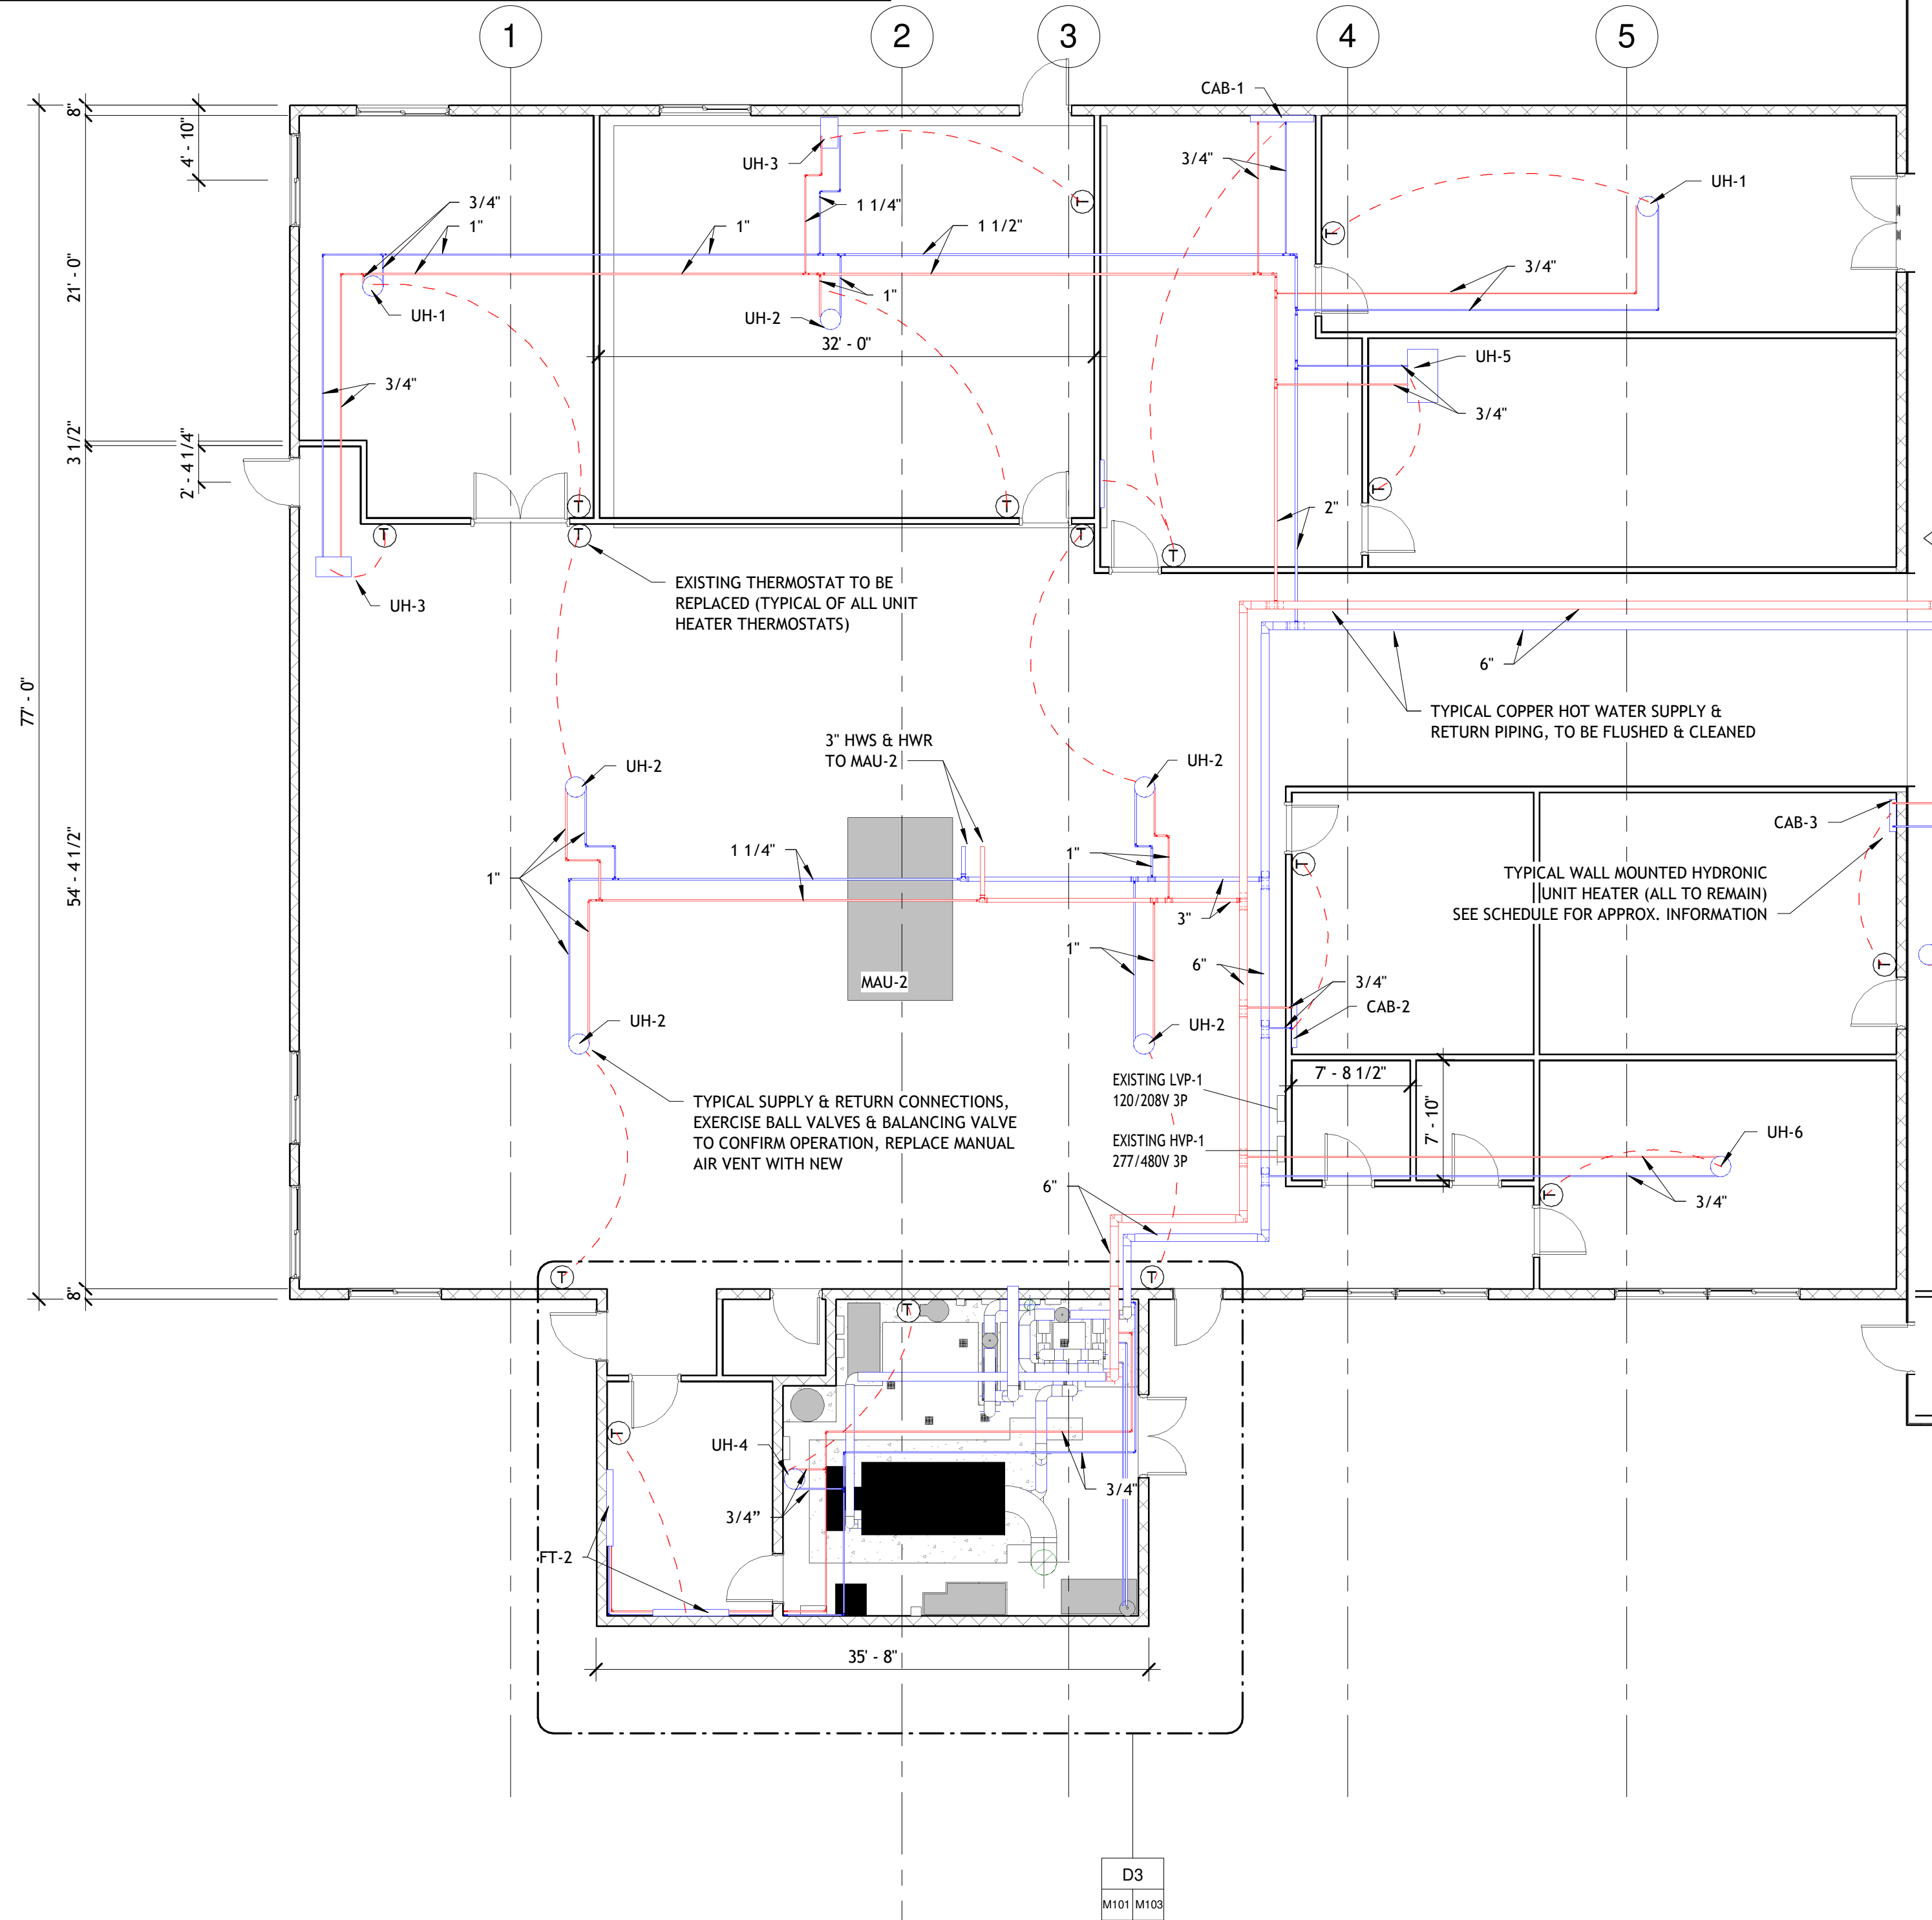 1
2
3
4
5
CAB-1
8"
4' - 10"
UH-3
3/4"
UH-1
T
3/4"
1"
1"
1 1/4"
1 1/2"
T
T
21' - 0"
UH-1
UH-2
1"
3/4"
32' - 0"
UH-5
3/4"
3/4"
3 1/2"
2' - 4 1/4"
T
T
T
2"
T
T
T
T
UH-3
EXISTING THERMOSTAT TO BE
REPLACED (TYPICAL OF ALL UNIT
HEATER THERMOSTATS)
6"
77' - 0"
TYPICAL COPPER HOT WATER SUPPLY &
RETURN PIPING, TO BE FLUSHED & CLEANED
3" HWS & HWR
TO MAU-2
UH-2
UH-2
CAB-3
54' - 4 1/2"
1 1/4"
1"
1"
T
TYPICAL WALL MOUNTED HYDRONIC
UNIT HEATER (ALL TO REMAIN)
SEE SCHEDULE FOR APPROX. INFORMATION
3"
1"
6"
T
MAU-2
3/4"
CAB-2
UH-2
UH-2
EXISTING LVP-1
120/208V 3P
7' - 8 1/2"
7' - 10"
TYPICAL SUPPLY & RETURN CONNECTIONS,
EXERCISE BALL VALVES & BALANCING VALVE
TO CONFIRM OPERATION, REPLACE MANUAL
AIR VENT WITH NEW
EXISTING HVP-1
277/480V 3P
UH-6
6"
T
3/4"
8"
T
T
T
T
UH-4
3/4"
3/4”
FT-2
35' - 8"
D3
M101 M103